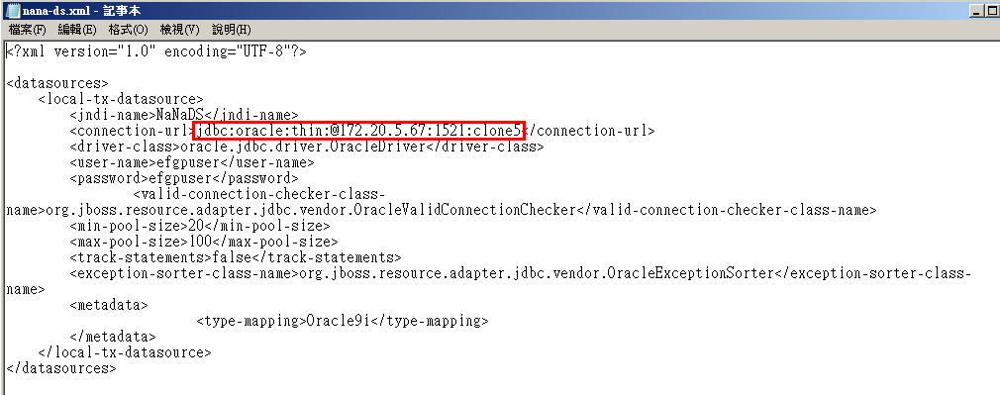 nana-ds.xml - 記事本
檔案(F) 編輯(E) 格式(O) 檢視(V) 說明(H)
<?xml version="1.0" encoding="UTF-8"?>
<datasources>
<local-tx-datasource>
<jndi-name>NaNaDS</jndi-name>
<connection-url>jdbc:oracle:thin:@172.20.5.67:1521:clone5</connection-url>
<driver-class>oracle.jdbc.driver.OracleDriver</driver-class>
<user-name>efgpuser</user-name>
<password>efgpuser</password>
<valid-connection-checker-class-
name>org.jboss.resource.adapter.jdbc.vendor.OracleValidConnectionChecker</valid-connection-checker-class-name>
<min-pool-size>20</min-pool-size>
<max-pool-size>100</max-pool-size>
<track-statements>false</track-statements>
<exception-sorter-class-name>org.jboss.resource.adapter.jdbc.vendor.OracleExceptionSorter</exception-sorter-class-
name>
<metadata>
<type-mapping>Oracle9i</type-mapping>
</metadata>
</local-tx-datasource>
</datasources>